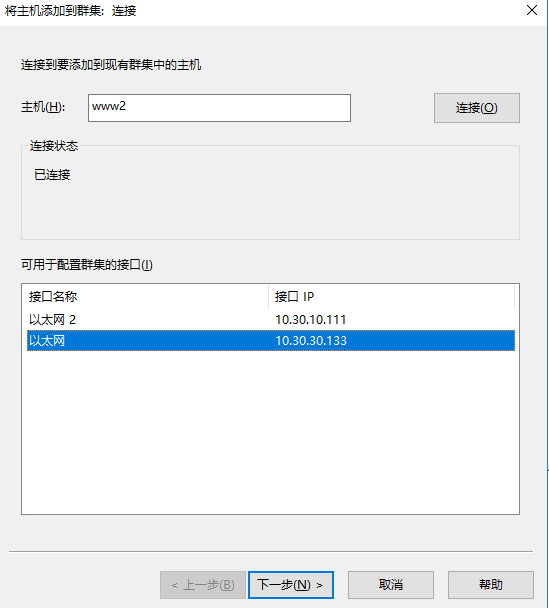 将主机添加到群集: 连接
连接到要添加到现有群集中的主机
主机(H): www2 连接(O)
连接状态
已连接
可用于配置群集的接口(I)
接口名称 接口 IP
以太网 2 10.30.10.111
以太网 10.30.30.133
< 上一步(B) 下一步(N) > 取消 帮助